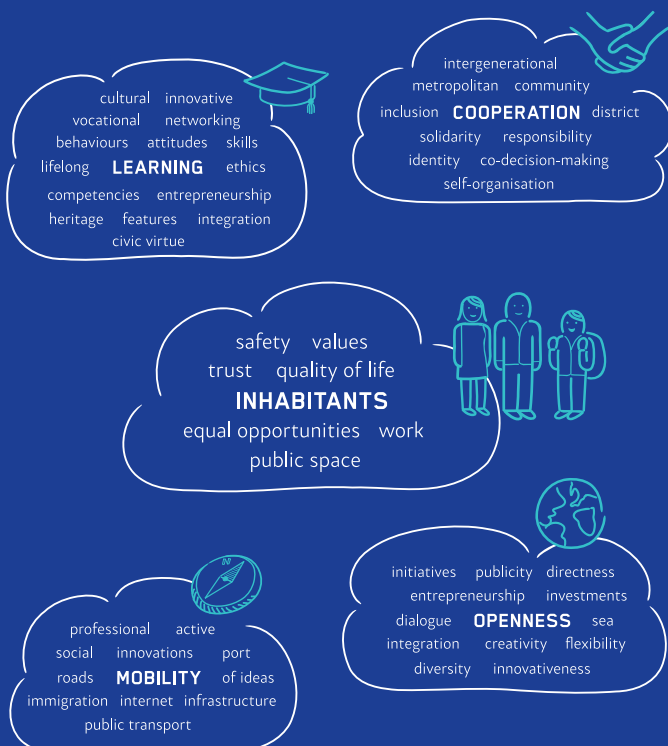 cultural innovative
vocational networking
behaviours attitudes skills
lifelong LEARNING ethics
competencies entrepreneurship
heritage features integration
civic virtue
intergenerational
metropolitan community
inclusion COOPERATION district
solidarity responsibility
identity co-decision-making
self-organisation
safety values
trust quality of life
INHABITANTS
equal opportunities work
public space
N
professional active
social innovations port
roads MOBILITY of ideas
immigration internet infrastructure
public transport
initiatives publicity directness
entrepreneurship investments
dialogue OPENNESS sea
integration creativity flexibility
diversity innovativeness